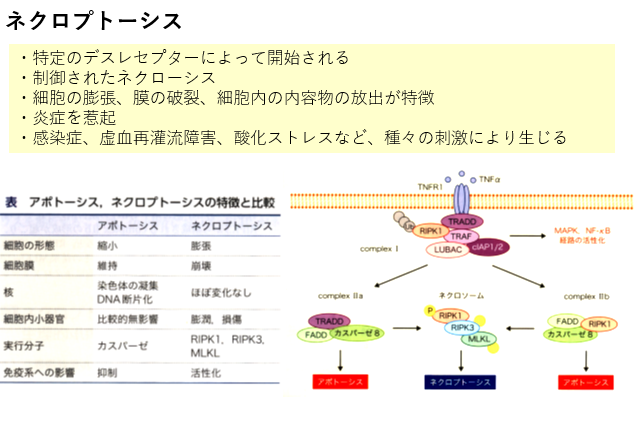 ネクロプトーシス
・特定のデスレセプターによって開始される
・制御されたネクローシス
・細胞の膨張、膜の破裂、細胞内の内容物の放出が特徴
・炎症を惹起
・感染症、虚血再灌流障害、酸化ストレスなど、種々の刺激により生じる
表 アポトーシス，ネクロプトーシスの特徴と比較
アポトーシス ネクロプトーシス
細胞の形態 縮小 膨張
細胞膜 維持 崩壊
核 染色体の凝集 DNA断片化 ほぼ変化なし
細胞内小器官 比較的無影響 膨潤，損傷
実行分子 カスパーゼ RIPK1，RIPK3，MLKL
免疫系への影響 抑制 活性化
TNFR1
TNFα
TRADD
Ub
RIPK1
TRAF
LUBAC
cIAP1/2
complex I
MAPK，NF-κB
経路の活性化
complex IIa
TRADD
FADD
カスパーゼ8
アポトーシス
ネクロソーム
P
RIPK1
RIPK3
MLKL
ネクロプトーシス
complex IIb
FADD
RIPK1
カスパーゼ8
アポトーシス